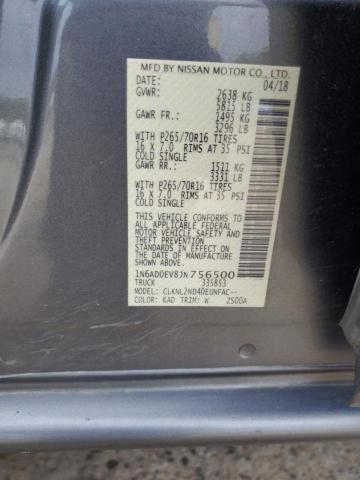 MFD BY NISSAN MOTOR CO., LTD.
DATE: 04/18
GVWR: 2638 KG
5815 LB
GAWR FR.: 1495 KG
3296 LB
WITH P265/70R16 TIRES
16 X 7.0 RIMS AT 35 PSI
COLD SINGLE
GAWR RR.: 1511 KG
3331 LB
WITH P265/70R16 TIRES
16 X 7.0 RIMS AT 35 PSI
COLD SINGLE
THIS VEHICLE CONFORMS TO
ALL APPLICABLE FEDERAL
MOTOR VEHICLE SAFETY
STANDARDS IN EFFECT ON
THE DATE OF MANUFACTURE
SHOWN ABOVE.
1N6AD0EV8JN756500
TRUCK 335853
MODEL: CLKNL2ND40EUNFAC--
COLOR: KAD TRIM: W 2S00A